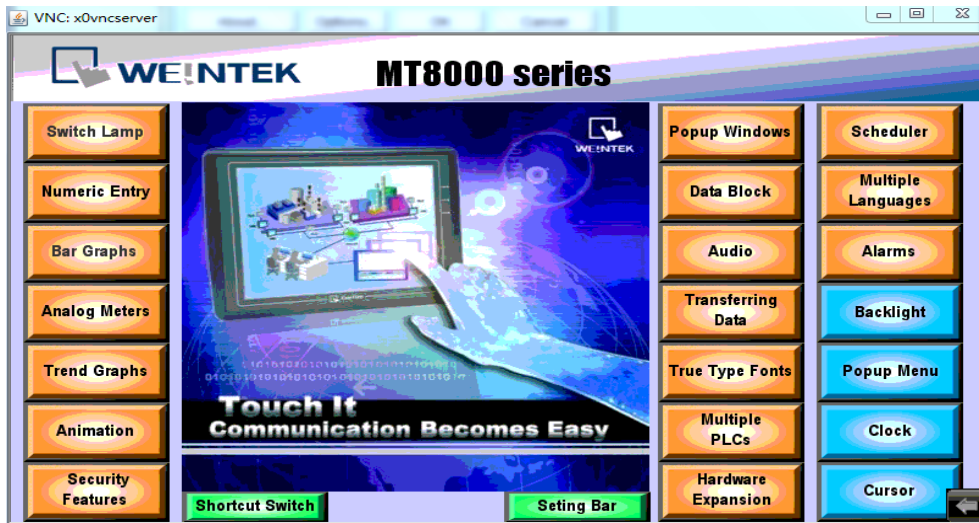 VNC: x0vncserver
WEINTEK
MT8000 series
Switch Lamp
Numeric Entry
Bar Graphs
Analog Meters
Trend Graphs
Animation
Security
Features
WEINTEK
Touch It
Communication Becomes Easy
Shortcut Switch
Seting Bar
Popup Windows
Data Block
Audio
Transferring
Data
True Type Fonts
Multiple
PLCs
Hardware
Expansion
Scheduler
Multiple
Languages
Alarms
Backlight
Popup Menu
Clock
Cursor